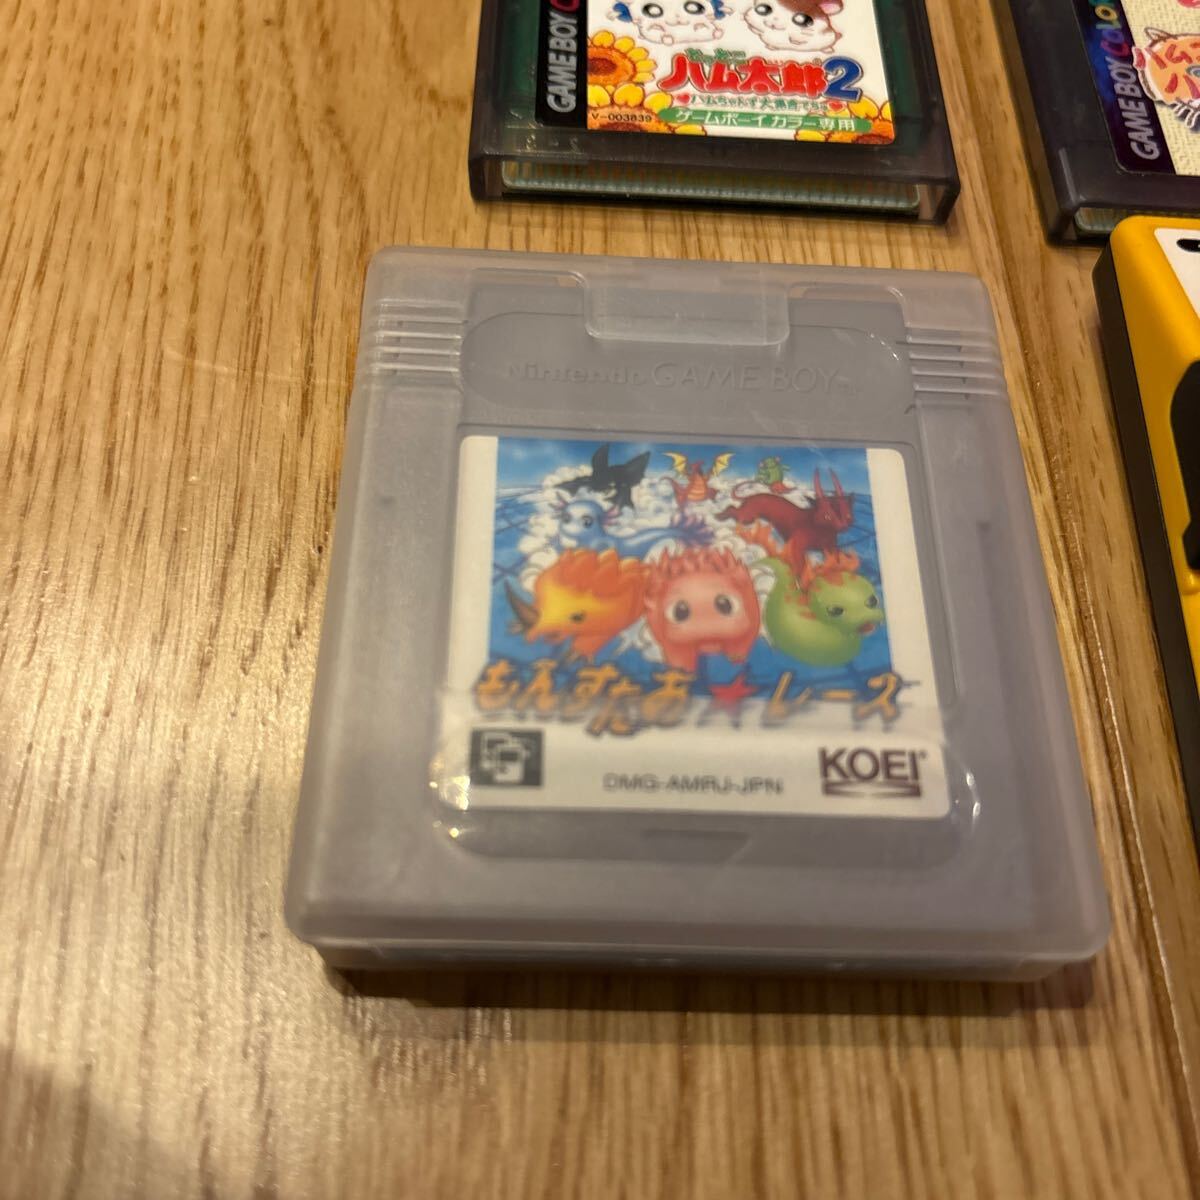 GAME BOY C
ハム太郎2
ハムちゃんず大集合でちゅ
V-003839
ゲームボーイカラー専用
GAME BOY COLOR
Nintendo GAME BOY
もんすたあ★レース
DMG-AMRJ-JPN
KOEI